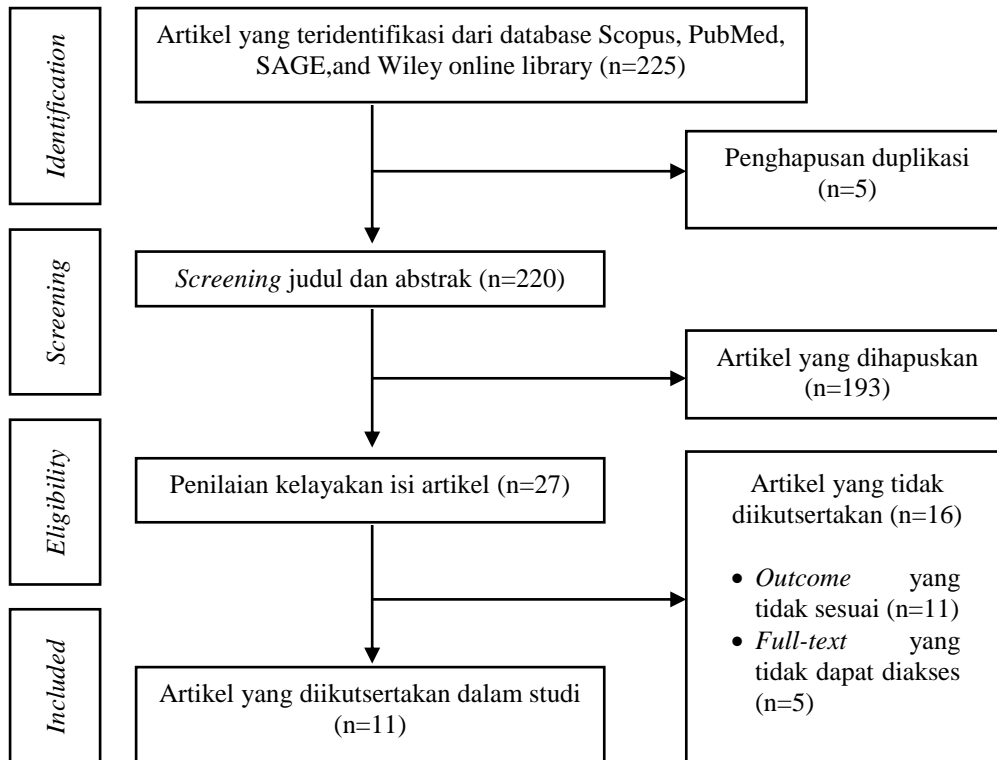 Identification
Artikel yang teridentifikasi dari database Scopus, PubMed,
SAGE,and Wiley online library (n=225)
Penghapusan duplikasi
(n=5)
Screening
Screening judul dan abstrak (n=220)
Artikel yang dihapuskan
(n=193)
Eligibility
Penilaian kelayakan isi artikel (n=27)
Artikel yang tidak
diikutsertakan (n=16)
• Outcome yang
tidak sesuai (n=11)
• Full-text yang
tidak dapat diakses
(n=5)
Included
Artikel yang diikutsertakan dalam studi
(n=11)